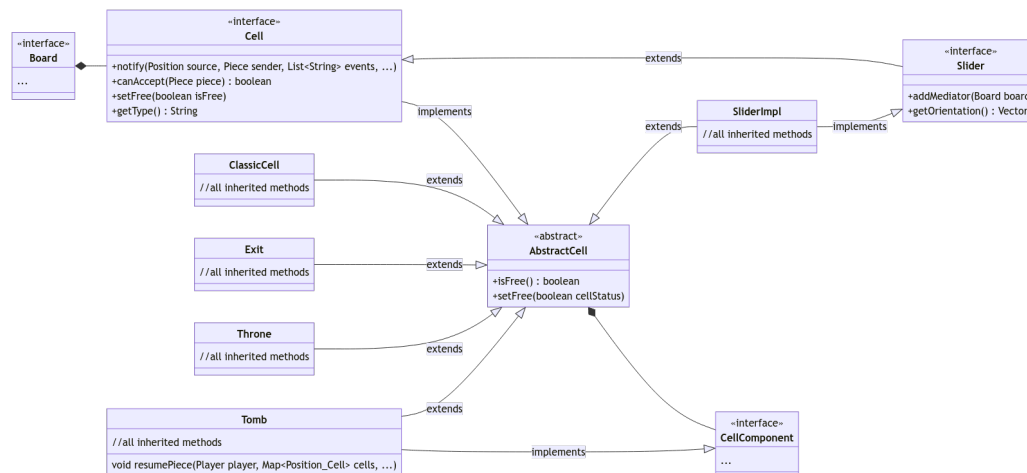 «interface»
Board
...
«interface»
Cell
+notify(Position source, Piece sender, List<String> events, ...)
+canAccept(Piece piece) : boolean
+setFree(boolean isFree)
+getType() : String
extends
«interface»
Slider
+addMediator(Board board
+getOrientation() : Vector
SliderImpl
//all inherited methods
implements
extends
implements
ClassicCell
//all inherited methods
extends
«abstract»
AbstractCell
+isFree() : boolean
+setFree(boolean cellStatus)
Exit
//all inherited methods
extends
Throne
//all inherited methods
extends
Tomb
//all inherited methods
void resumePiece(Player player, Map<Position_Cell> cells, ...)
extends
implements
«interface»
CellComponent
...